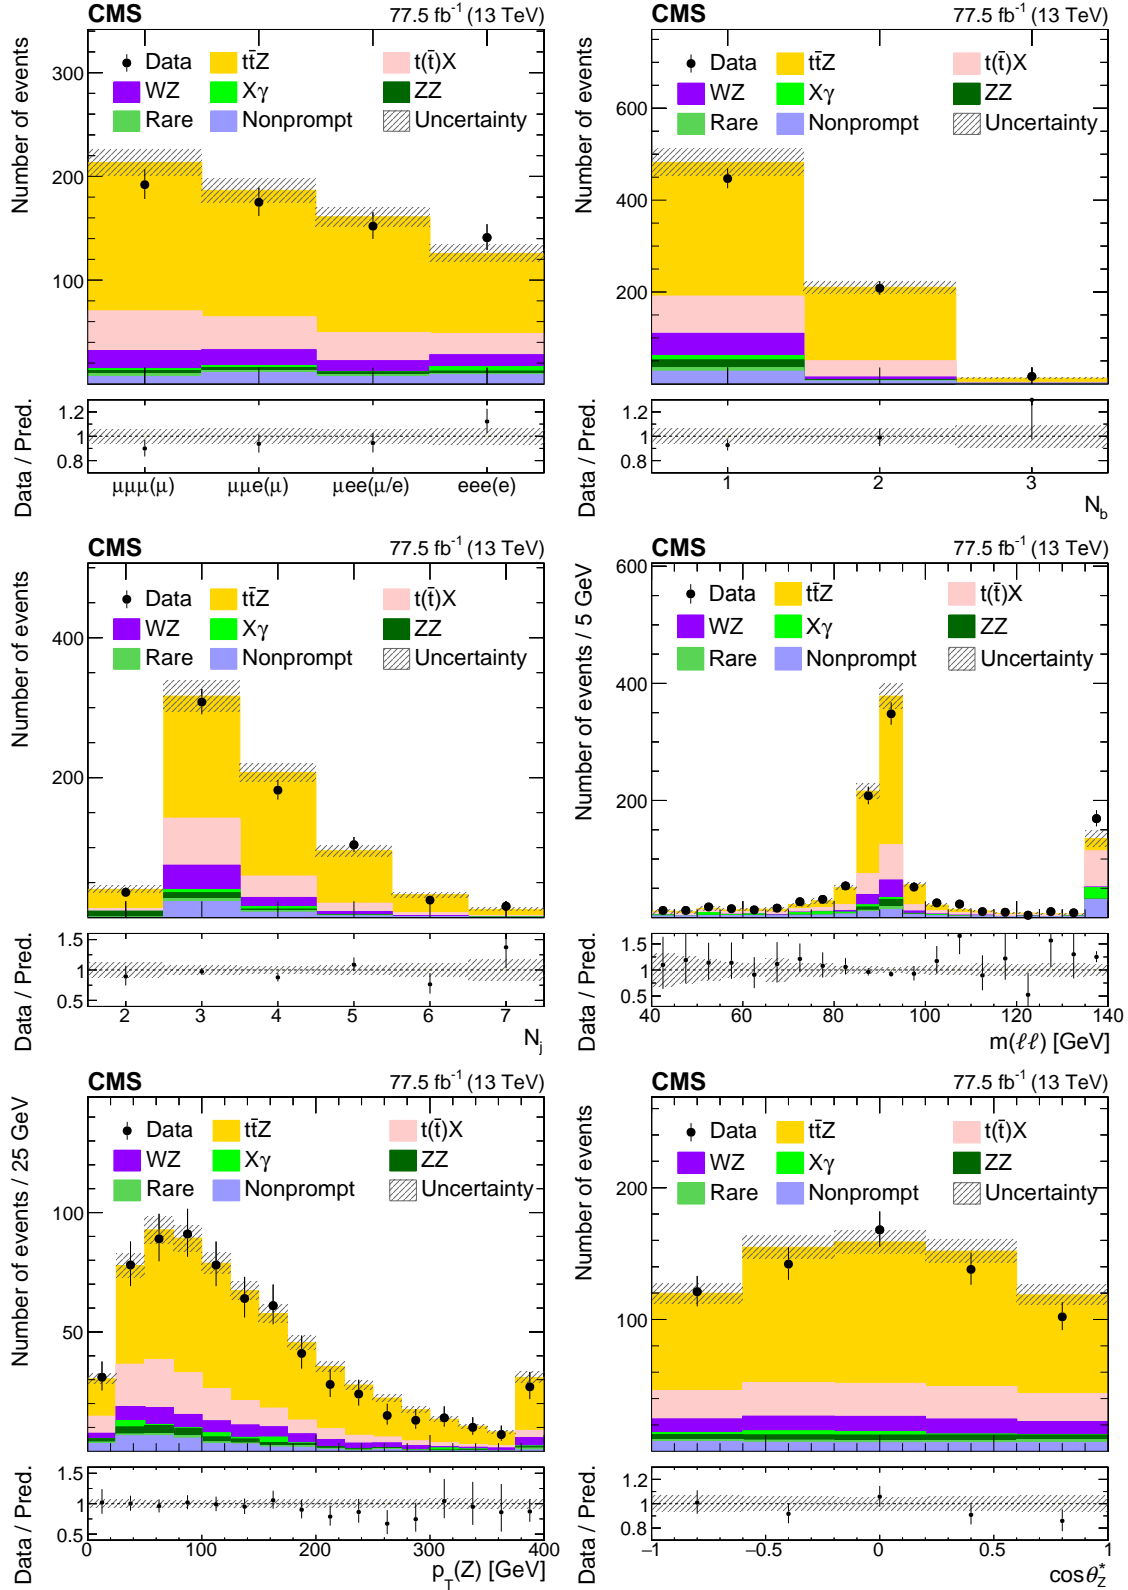 CMS 77.5 fb⁻¹ (13 TeV)
Number of events
Data tt̄Z t(t̄)X
WZ Xγ ZZ
Rare Nonprompt Uncertainty
300
200
100
Data / Pred.
1.2
1
0.8
μμμ(μ) μμe(μ) μee(μ/e) eee(e)
CMS 77.5 fb⁻¹ (13 TeV)
Number of events
Data tt̄Z t(t̄)X
WZ Xγ ZZ
Rare Nonprompt Uncertainty
600
400
200
Data / Pred.
1.2
1
0.8
1 2 3
N_b
CMS 77.5 fb⁻¹ (13 TeV)
Number of events
Data tt̄Z t(t̄)X
WZ Xγ ZZ
Rare Nonprompt Uncertainty
400
200
Data / Pred.
1.5
1
0.5
2 3 4 5 6 7
N_j
CMS 77.5 fb⁻¹ (13 TeV)
Number of events / 5 GeV
Data tt̄Z t(t̄)X
WZ Xγ ZZ
Rare Nonprompt Uncertainty
600
400
200
Data / Pred.
1.5
1
0.5
40 60 80 100 120 140
m(ℓℓ) [GeV]
CMS 77.5 fb⁻¹ (13 TeV)
Number of events / 25 GeV
Data tt̄Z t(t̄)X
WZ Xγ ZZ
Rare Nonprompt Uncertainty
100
50
Data / Pred.
1.5
1
0.5
0 100 200 300 400
p_T(Z) [GeV]
CMS 77.5 fb⁻¹ (13 TeV)
Number of events
Data tt̄Z t(t̄)X
WZ Xγ ZZ
Rare Nonprompt Uncertainty
200
100
Data / Pred.
1.2
1
0.8
−1 −0.5 0 0.5 1
cosθ*_Z